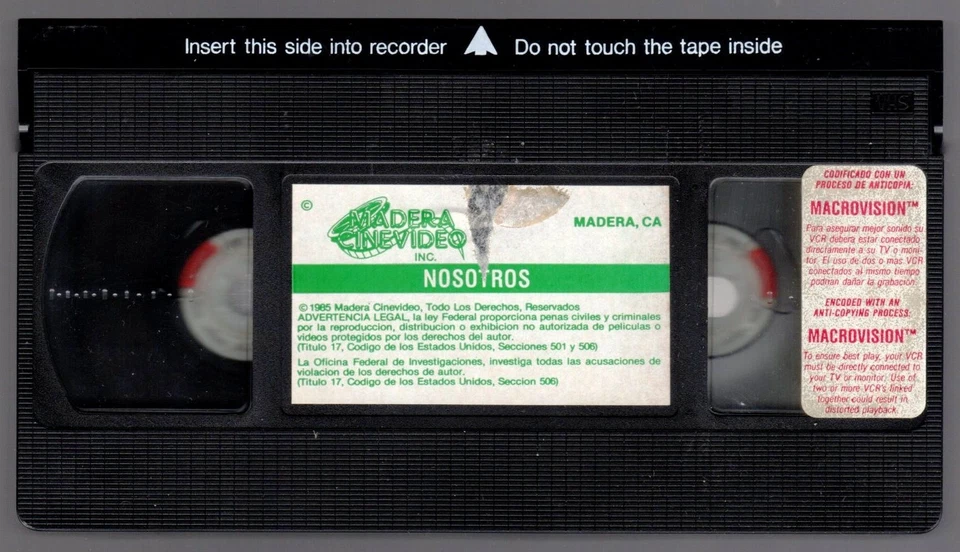 Insert this side into recorder Do not touch the tape inside
VHS
©
MADERA
CINEVIDEO
INC.
MADERA, CA
NOSOTROS
©1985 Madera Cinevideo, Todo Los Derechos, Reservados
ADVERTENCIA LEGAL, la ley Federal proporciona penas civiles y criminales
por la reproduccion, distribucion o exhibicion no autorizada de peliculas o
videos protegidos por los derechos del autor.
(Titulo 17, Codigo de los Estados Unidos, Secciones 501 y 506)
La Oficina Federal de Investigaciones, investiga todas las acusaciones de
violacion de los derechos de autor.
(Titulo 17, Codigo de los Estados Unidos, Seccion 506)
CODIFICADO CON UN
PROCESO DE ANTICOPIA:
MACROVISION™
Para asegurar mejor sonido su
VCR deberá estar conectado
directamente a su TV o moni-
tor. El uso de dos o mas VCR
conectados al mismo tiempo
podrian dañar la grabación.
ENCODED WITH AN
ANTI-COPYING PROCESS:
MACROVISION™
To ensure best play, your VCR
must be directly connected to
your TV or monitor. Use of
two or more VCR's linked
together could result in
distorted playback.